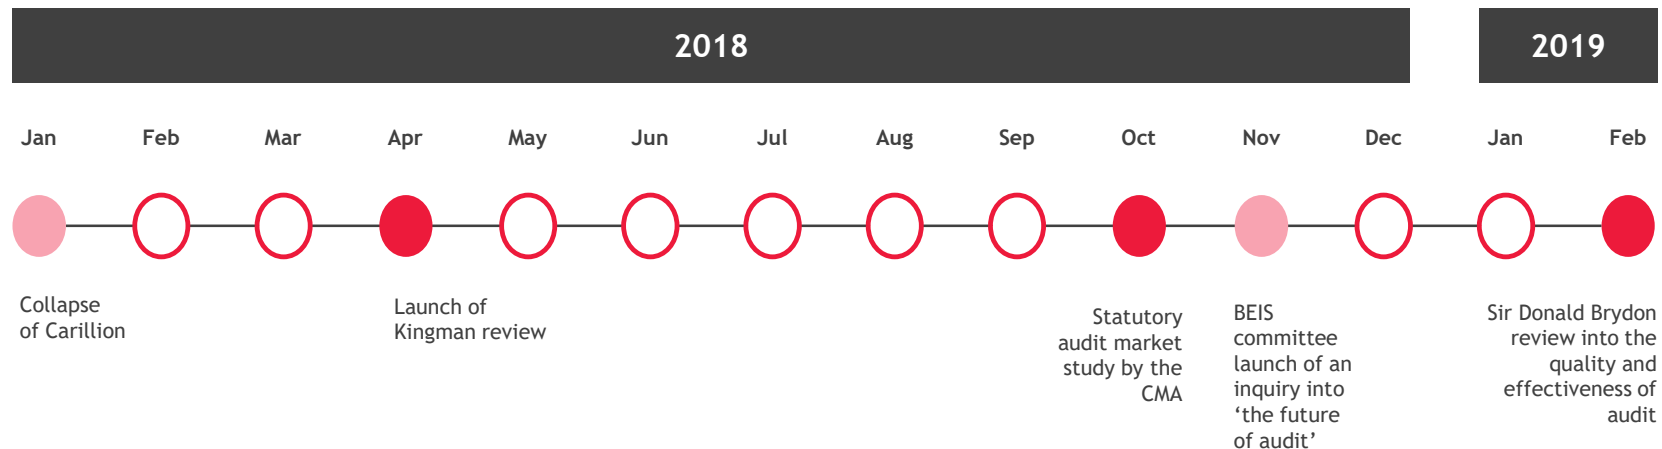 2018
2019
Jan Feb Mar Apr May Jun Jul Aug Sep Oct Nov Dec Jan Feb
Collapse
of Carillion
Launch of
Kingman review
Statutory
audit market
study by the
CMA
BEIS
committee
launch of an
inquiry into
‘the future
of audit’
Sir Donald Brydon
review into the
quality and
effectiveness of
audit